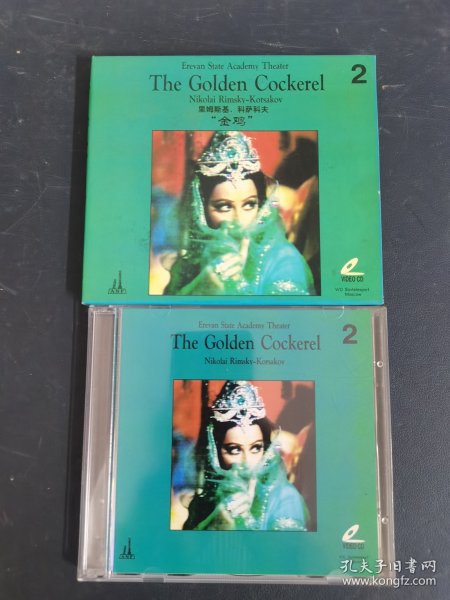 Erevan State Academy Theater
The Golden Cockerel
2
Nikolai Rimsky-Korsakov
里姆斯基．科萨科夫
“金鸡”
VIDEO CD
Moscow
Erevan State Academy Theater
The Golden Cockerel
2
Nikolai Rimsky-Korsakov
VIDEO CD
孔夫子旧书网
www.kongfz.com